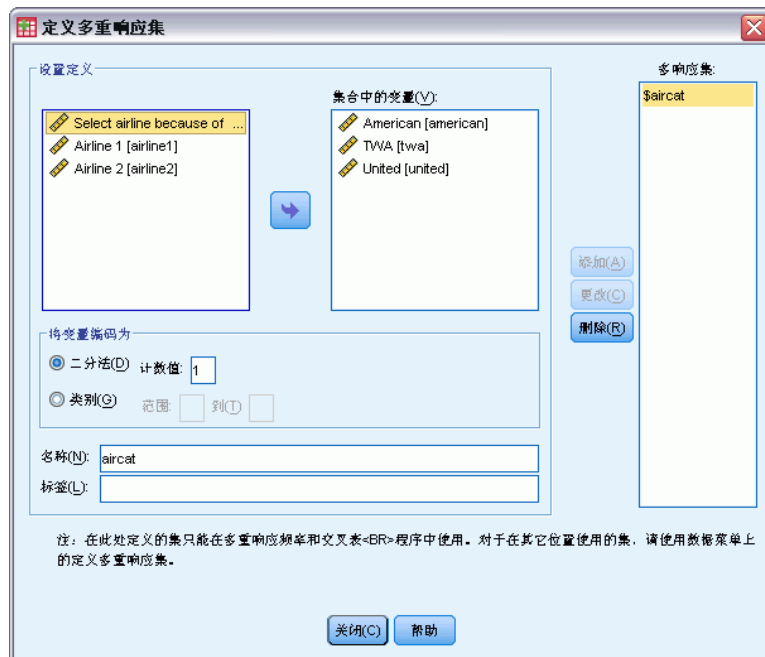 定义多重响应集
设置定义
多响应集:
集合中的变量(V):
$aircat
Select airline because of ...
Airline 1 [airline1]
Airline 2 [airline2]
American [american]
TWA [twa]
United [united]
添加(A)
更改(C)
删除(R)
将变量编码为
二分法(D) 计数值: 1
类别(G) 范围: 到(T)
名称(N): aircat
标签(L):
注：在此处定义的集只能在多重响应频率和交叉表<BR>程序中使用。对于在其它位置使用的集，请使用数据菜单上
的定义多重响应集。
关闭(C) 帮助